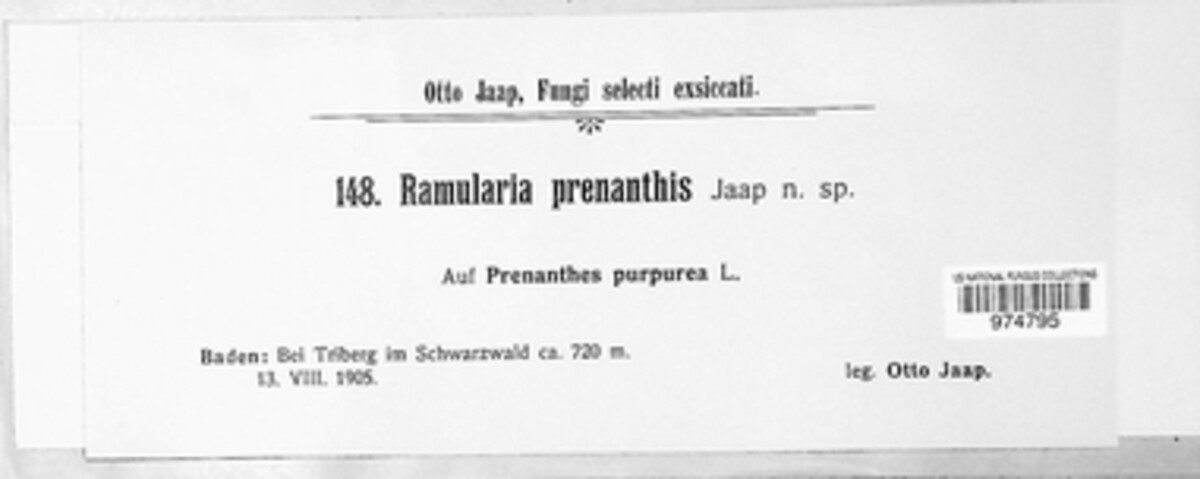 Otto Jaap, Fungi selecti exsiccati.
148. Ramularia prenanthis Jaap n. sp.
Auf Prenanthes purpurea L.
US NATIONAL FUNGUS COLLECTIONS
974795
Baden: Bei Triberg im Schwarzwald ca. 720 m.
13. VIII. 1905.
leg. Otto Jaap.